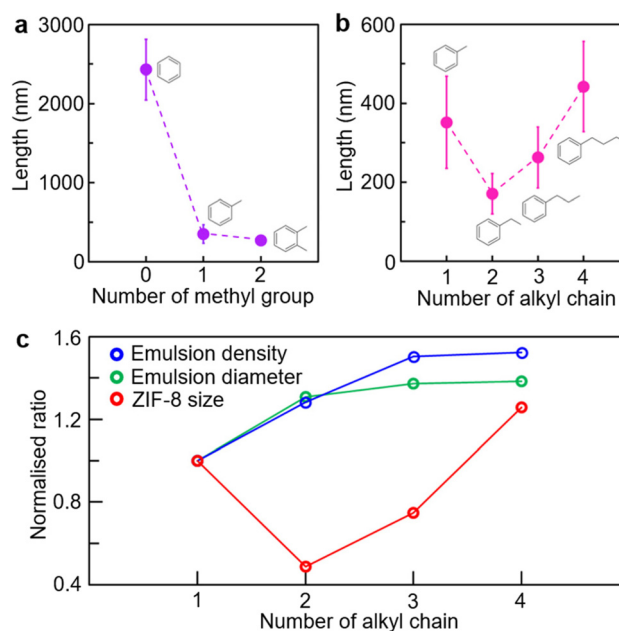 a
3000
2000
1000
0
Length (nm)
0 1 2
Number of methyl group
b
600
400
200
0
Length (nm)
1 2 3 4
Number of alkyl chain
c
1.6
1.2
0.8
0.4
Normalised ratio
Emulsion density
Emulsion diameter
ZIF-8 size
1 2 3 4
Number of alkyl chain